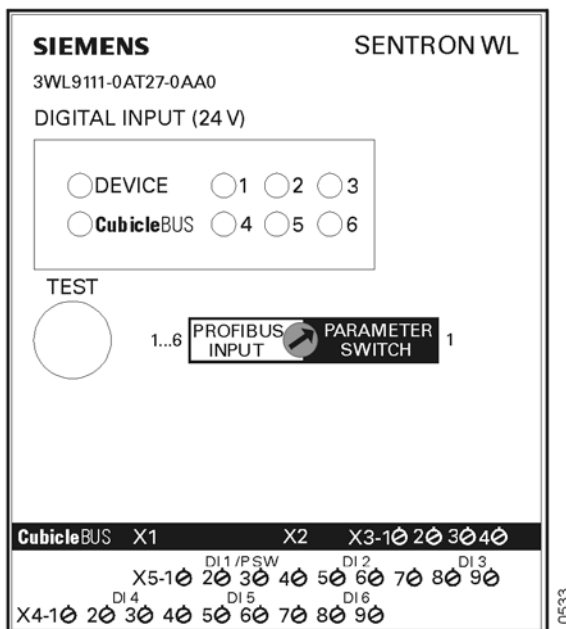 SIEMENS SENTRON WL
3WL9111-0AT27-0AA0
DIGITAL INPUT (24 V)
DEVICE 1 2 3
CubicleBUS 4 5 6
TEST
1...6 PROFIBUS INPUT PARAMETER SWITCH 1
CubicleBUS X1 X2 X3-1 2 3 4
DI 1/PSW DI 2 DI 3
X5-1 2 3 4 5 6 7 8 9
DI 4 DI 5 DI 6
X4-1 2 3 4 5 6 7 8 9
0533